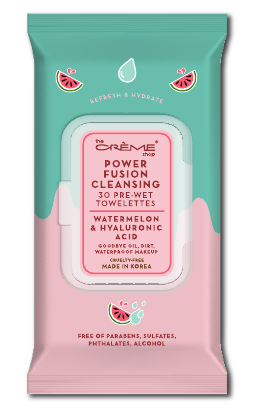 REFRESH & HYDRATE
the
CRÈME®
shop
POWER
FUSION
CLEANSING
30 PRE-WET
TOWELETTES
WATERMELON
& HYALURONIC
ACID
GOODBYE OIL, DIRT,
WATERPROOF MAKEUP
CRUELTY-FREE
MADE IN KOREA
FREE OF PARABENS, SULFATES,
PHTHALATES, ALCOHOL